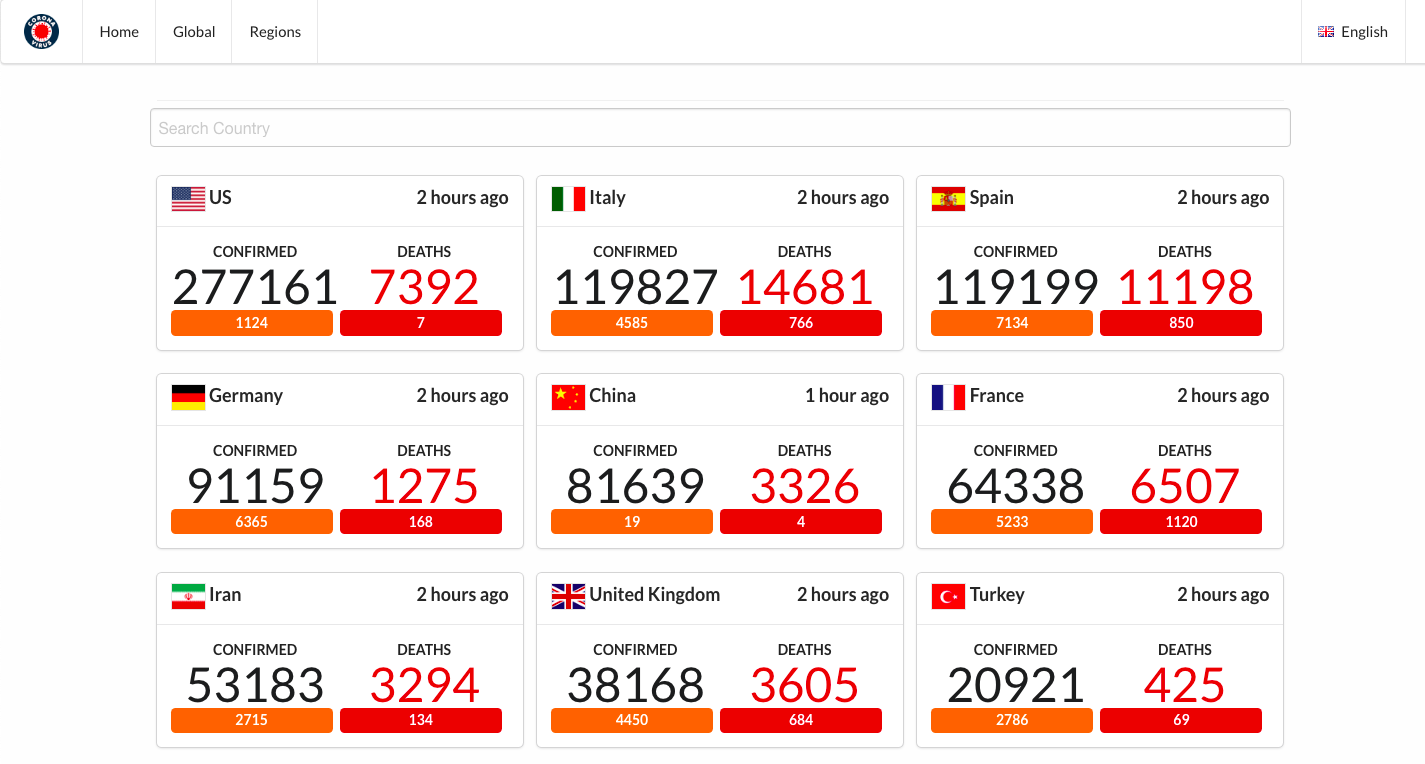 CORONA VIRUS
Home Global Regions English
Search Country
US 2 hours ago Italy 2 hours ago Spain 2 hours ago
CONFIRMED DEATHS CONFIRMED DEATHS CONFIRMED DEATHS
277161 7392 119827 14681 119199 11198
1124 7 4585 766 7134 850
Germany 2 hours ago China 1 hour ago France 2 hours ago
CONFIRMED DEATHS CONFIRMED DEATHS CONFIRMED DEATHS
91159 1275 81639 3326 64338 6507
6365 168 19 4 5233 1120
Iran 2 hours ago United Kingdom 2 hours ago Turkey 2 hours ago
CONFIRMED DEATHS CONFIRMED DEATHS CONFIRMED DEATHS
53183 3294 38168 3605 20921 425
2715 134 4450 684 2786 69